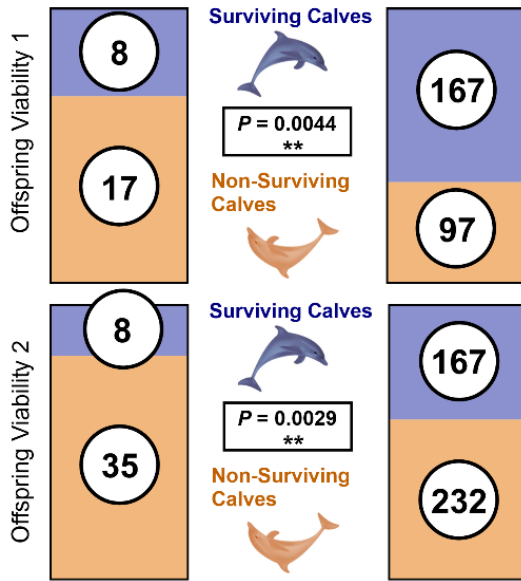 Offspring Viability 1
8
17
Surviving Calves
P = 0.0044
**
Non-Surviving
Calves
167
97
Offspring Viability 2
8
35
Surviving Calves
P = 0.0029
**
Non-Surviving
Calves
167
232